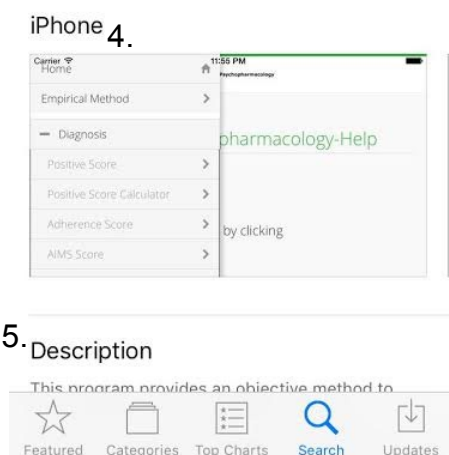 iPhone 4.
Carrier 11:55 PM
Home
Psychopharmacology
Empirical Method
Diagnosis
pharmacology-Help
Positive Score
Positive Score Calculator
Adherence Score
by clicking
AIMS Score
5. Description
This program provides an objective method to
Featured Categories Top Charts Search Updates